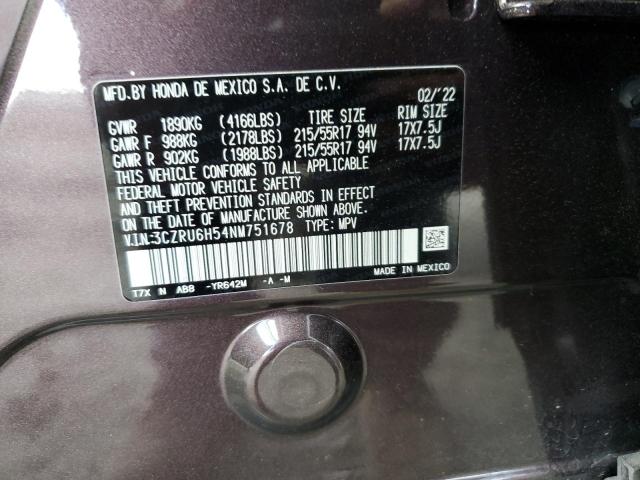 MFD.BY HONDA DE MEXICO S.A. DE C.V. 02/'22
GVWR 1890KG (4166LBS) TIRE SIZE RIM SIZE
GAWR F 988KG (2178LBS) 215/55R17 94V 17X7.5J
GAWR R 902KG (1988LBS) 215/55R17 94V 17X7.5J
THIS VEHICLE CONFORMS TO ALL APPLICABLE
FEDERAL MOTOR VEHICLE SAFETY
AND THEFT PREVENTION STANDARDS IN EFFECT
ON THE DATE OF MANUFACTURE SHOWN ABOVE.
V.I.N:3CZRU6H54NM751678 TYPE: MPV
MADE IN MEXICO
T7X N ABB -YR642M -A -M